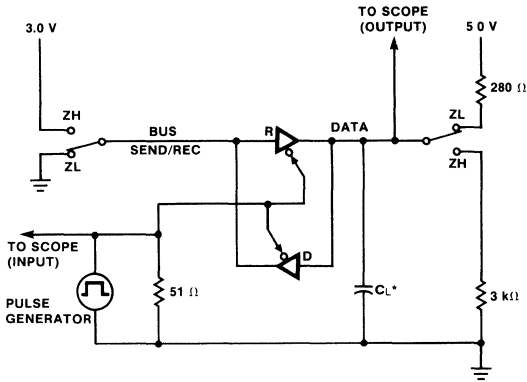 TO SCOPE
(OUTPUT)
3.0 V
5 0 V
280 Ω
ZH
ZL
BUS
SEND/REC
R
DATA
ZL
ZH
TO SCOPE
(INPUT)
D
PULSE
GENERATOR
51 Ω
CL*
3 kΩ